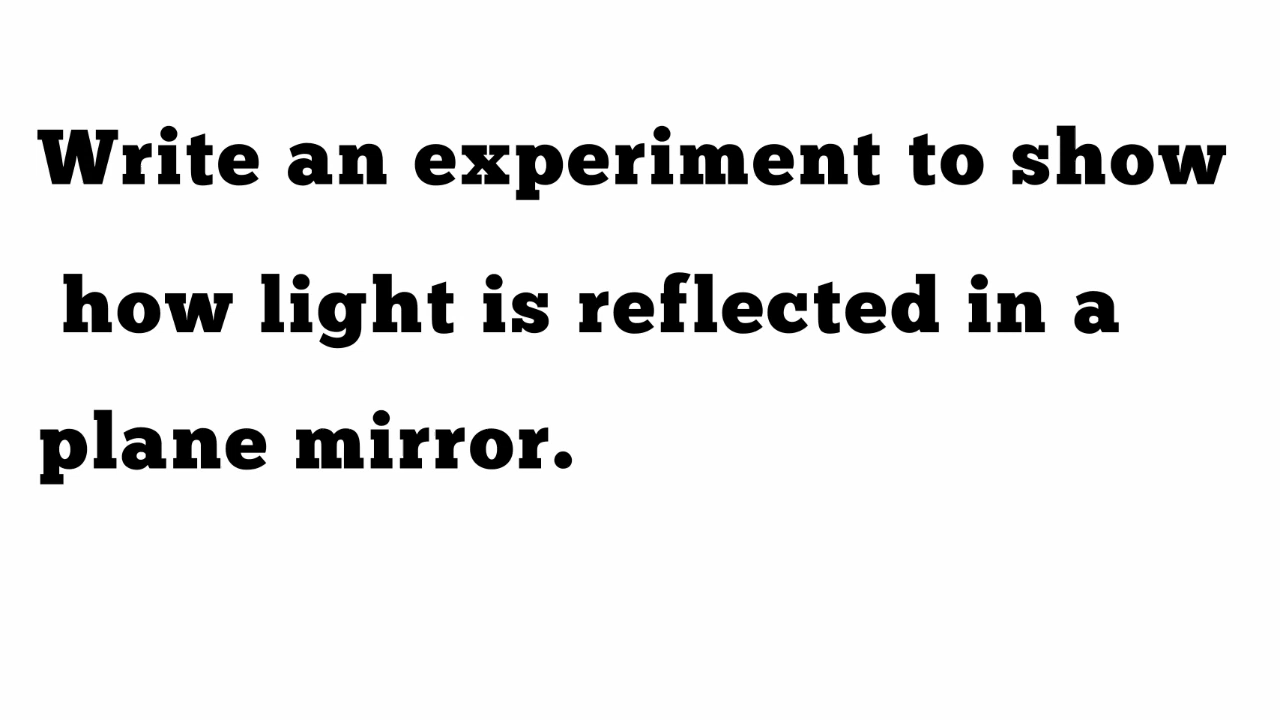 Write an experiment to show
how light is reflected in a
plane mirror.